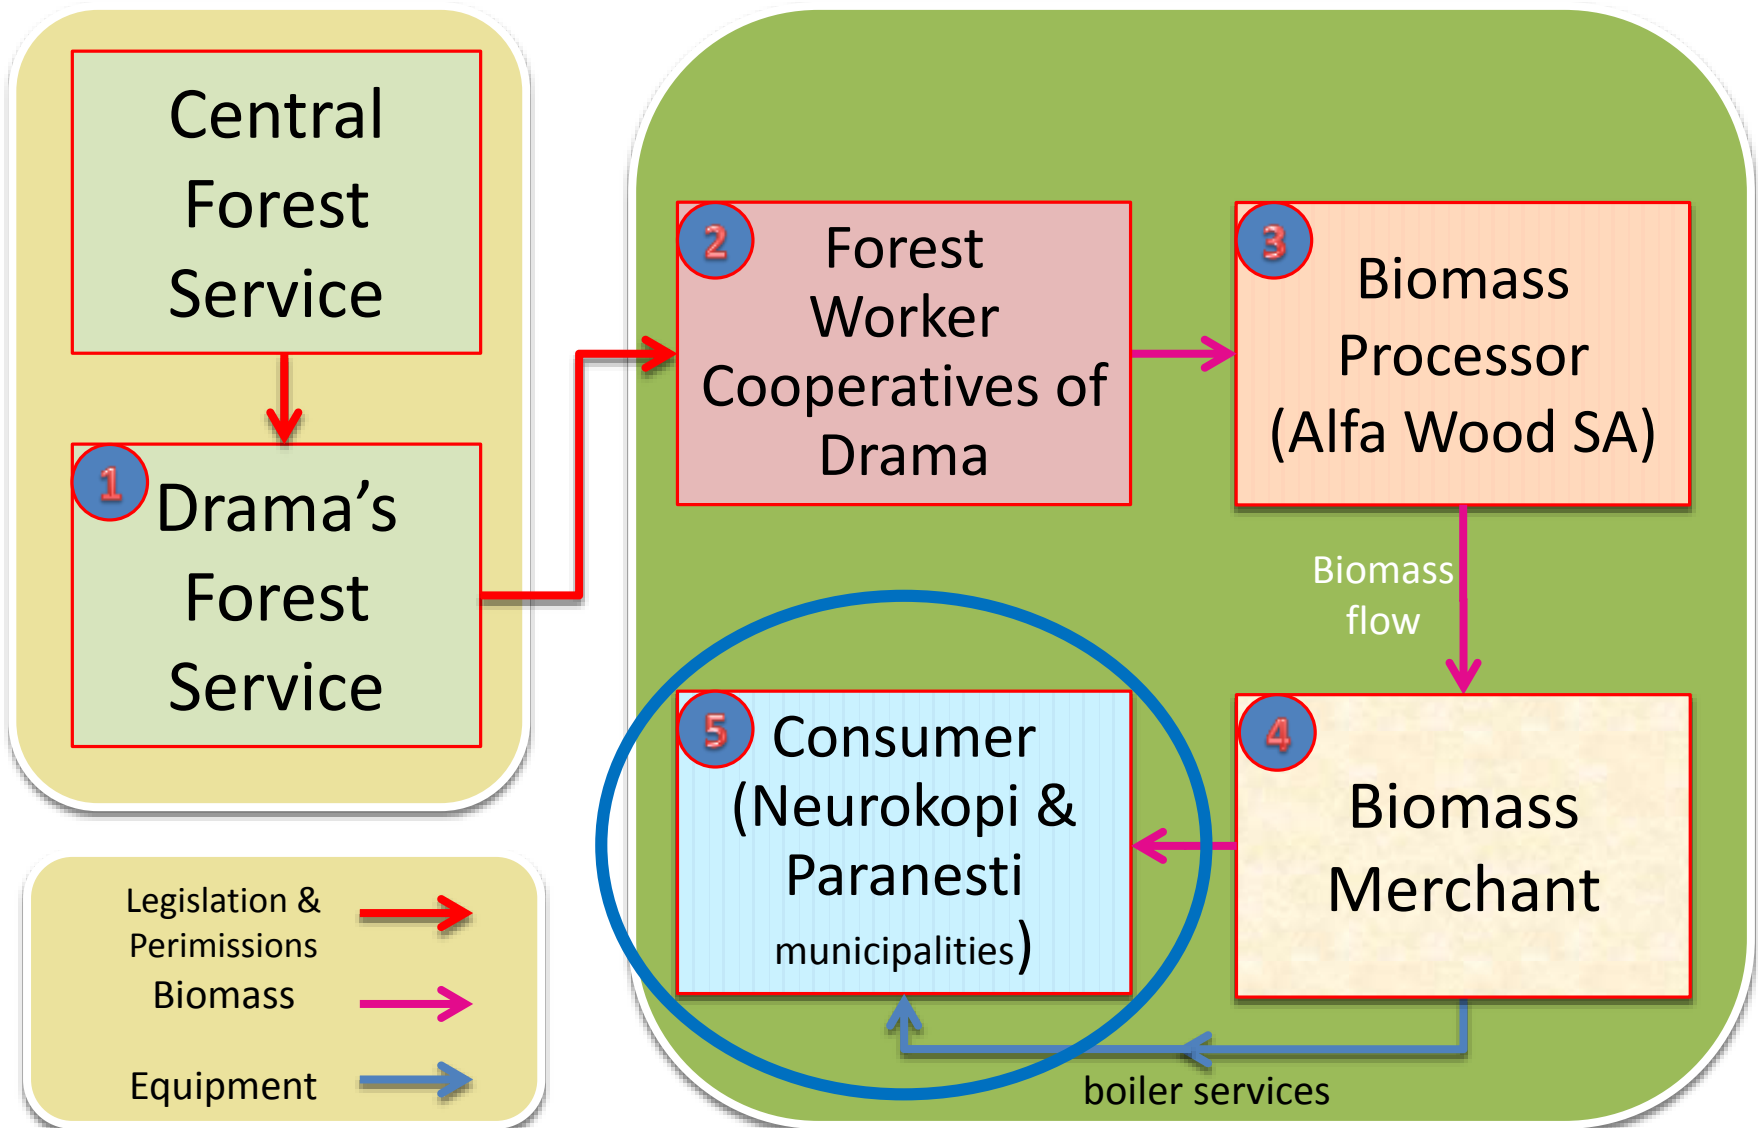 Central
Forest
Service
1
Drama’s
Forest
Service
2
Forest
Worker
Cooperatives of
Drama
3
Biomass
Processor
(Alfa Wood SA)
Biomass
flow
4
Biomass
Merchant
5
Consumer
(Neurokopi &
Paranesti
municipalities)
boiler services
Legislation &
Perimissions
Biomass
Equipment